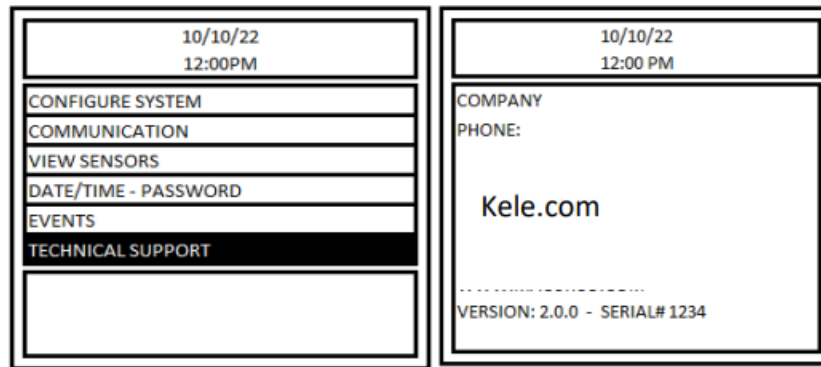 10/10/22
12:00PM
CONFIGURE SYSTEM
COMMUNICATION
VIEW SENSORS
DATE/TIME - PASSWORD
EVENTS
TECHNICAL SUPPORT
10/10/22
12:00 PM
COMPANY
PHONE:
Kele.com
VERSION: 2.0.0 - SERIAL# 1234